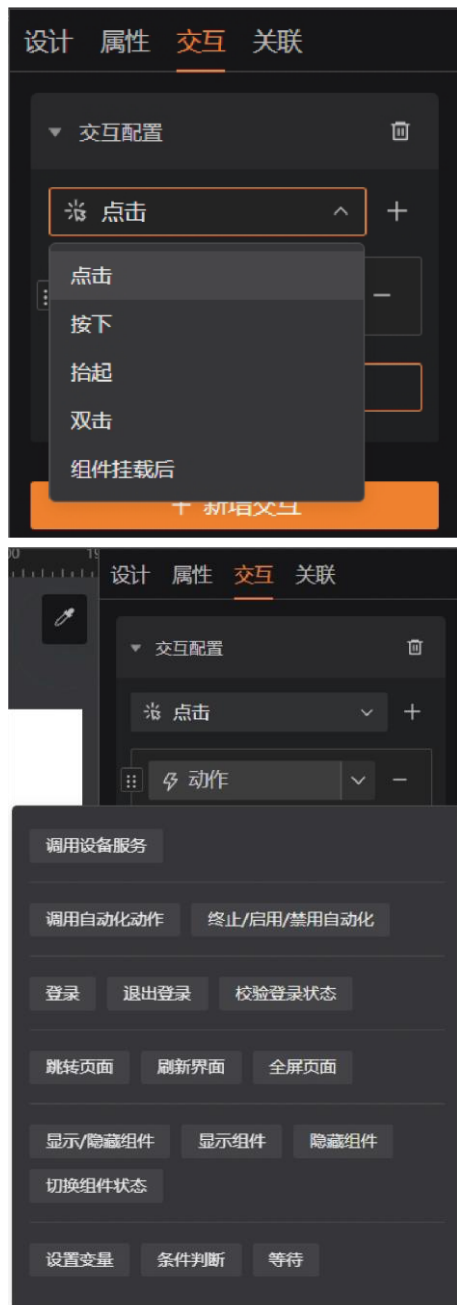 设计 属性 交互 关联
交互配置
点击
点击
按下
抬起
双击
组件挂载后
+ 新增交互
设计 属性 交互 关联
交互配置
点击
动作
调用设备服务
调用自动化动作 终止/启用/禁用自动化
登录 退出登录 校验登录状态
跳转页面 刷新界面 全屏页面
显示/隐藏组件 显示组件 隐藏组件
切换组件状态
设置变量 条件判断 等待